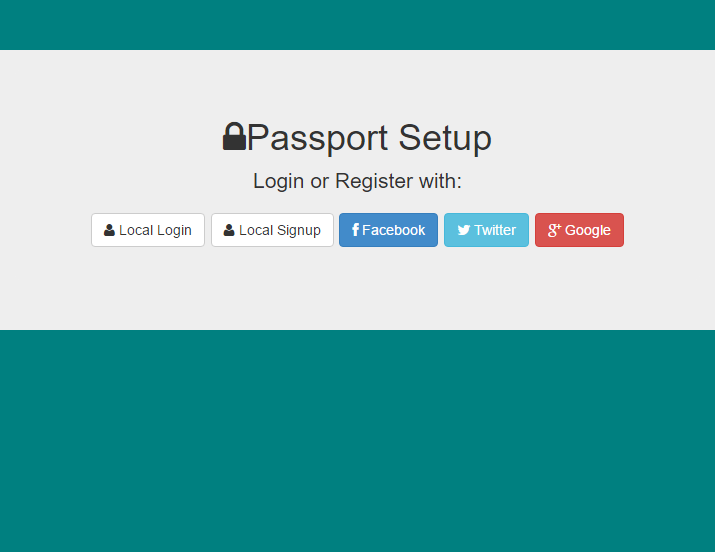 Passport Setup
Login or Register with:
Local Login Local Signup Facebook Twitter Google